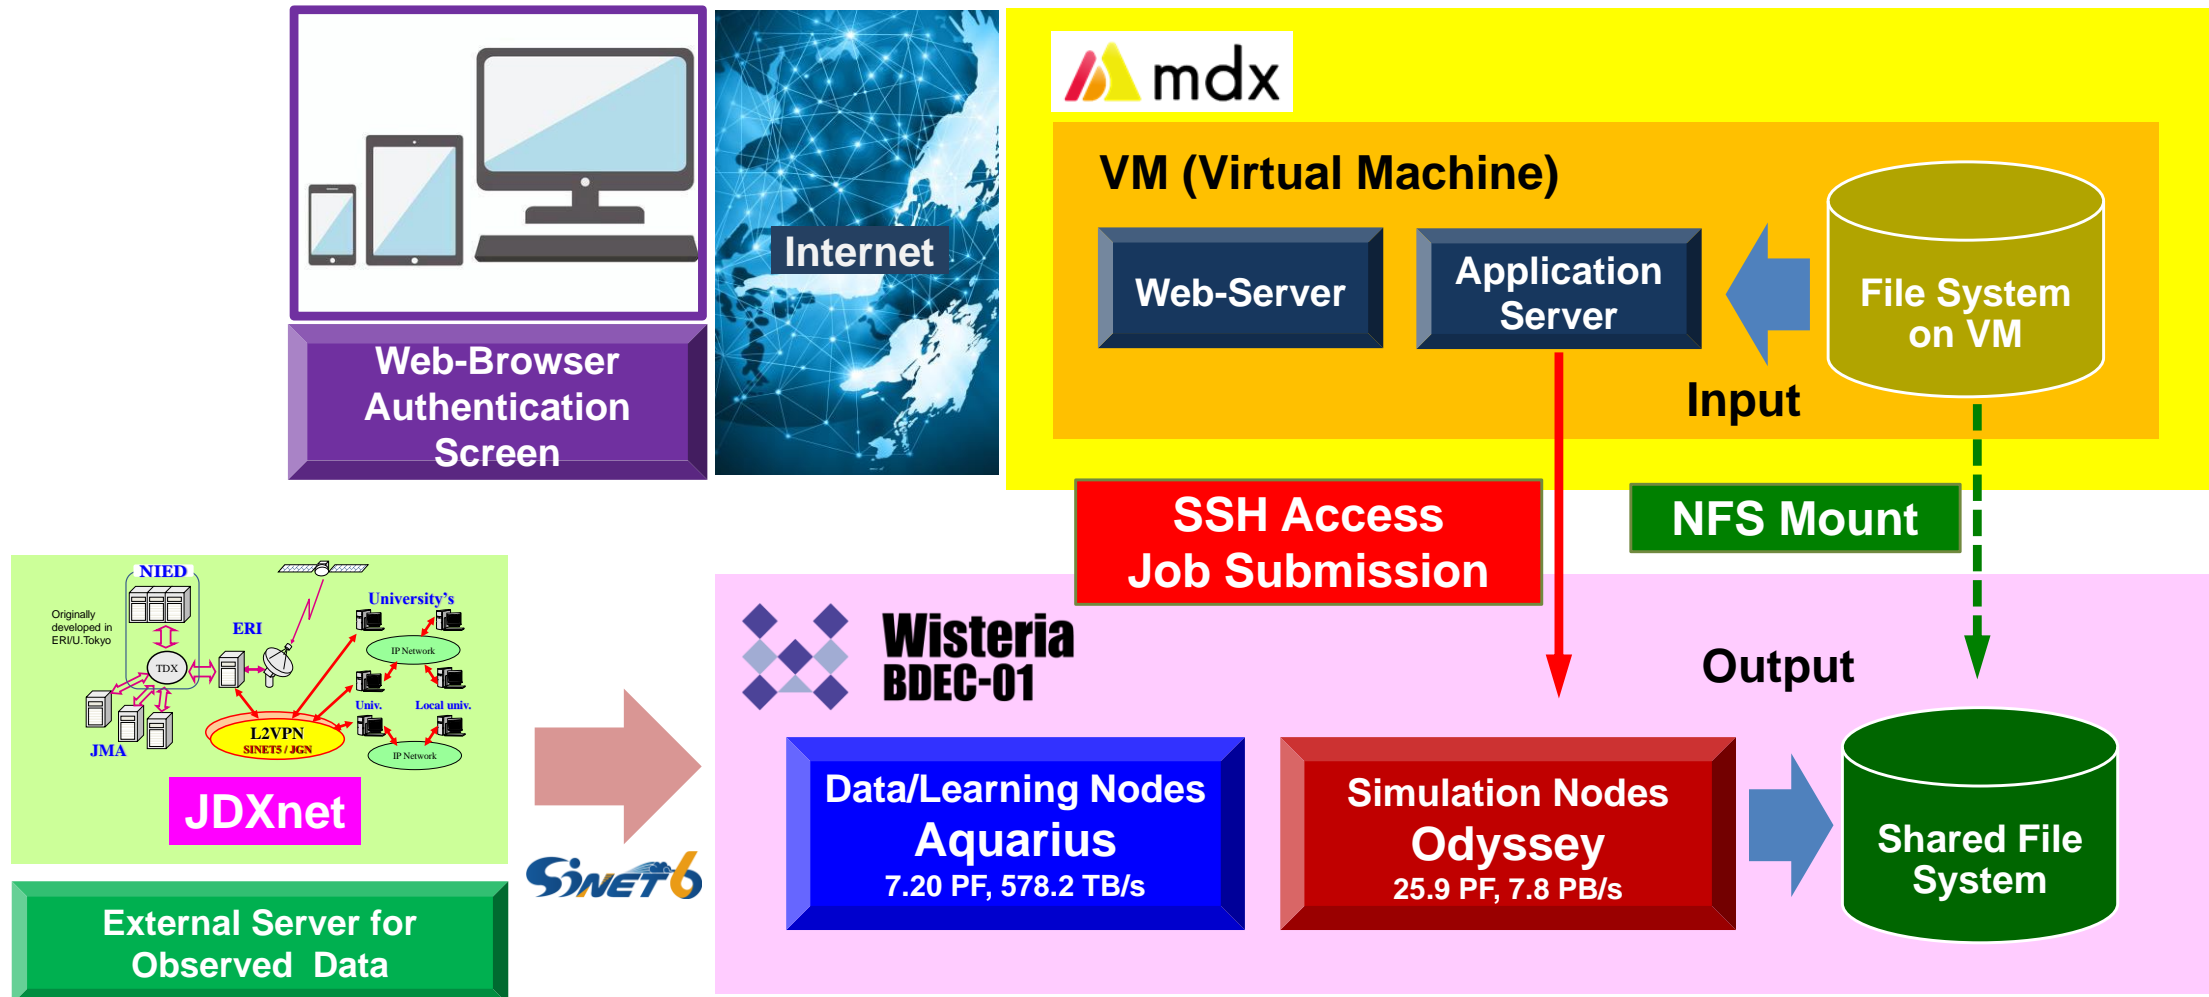 mdx
VM (Virtual Machine)
Internet
Web-Server
Application
Server
File System
on VM
Input
Web-Browser
Authentication
Screen
SSH Access
Job Submission
NFS Mount
NIED
Originally
developed in
ERI/U.Tokyo
ERI
TDX
JMA
University's
IP Network
Univ.
Local univ.
L2VPN
SINET5 / JGN
IP Network
JDXnet
External Server for
Observed Data
SINET6
Wisteria
BDEC-01
Output
Data/Learning Nodes
Aquarius
7.20 PF, 578.2 TB/s
Simulation Nodes
Odyssey
25.9 PF, 7.8 PB/s
Shared File
System